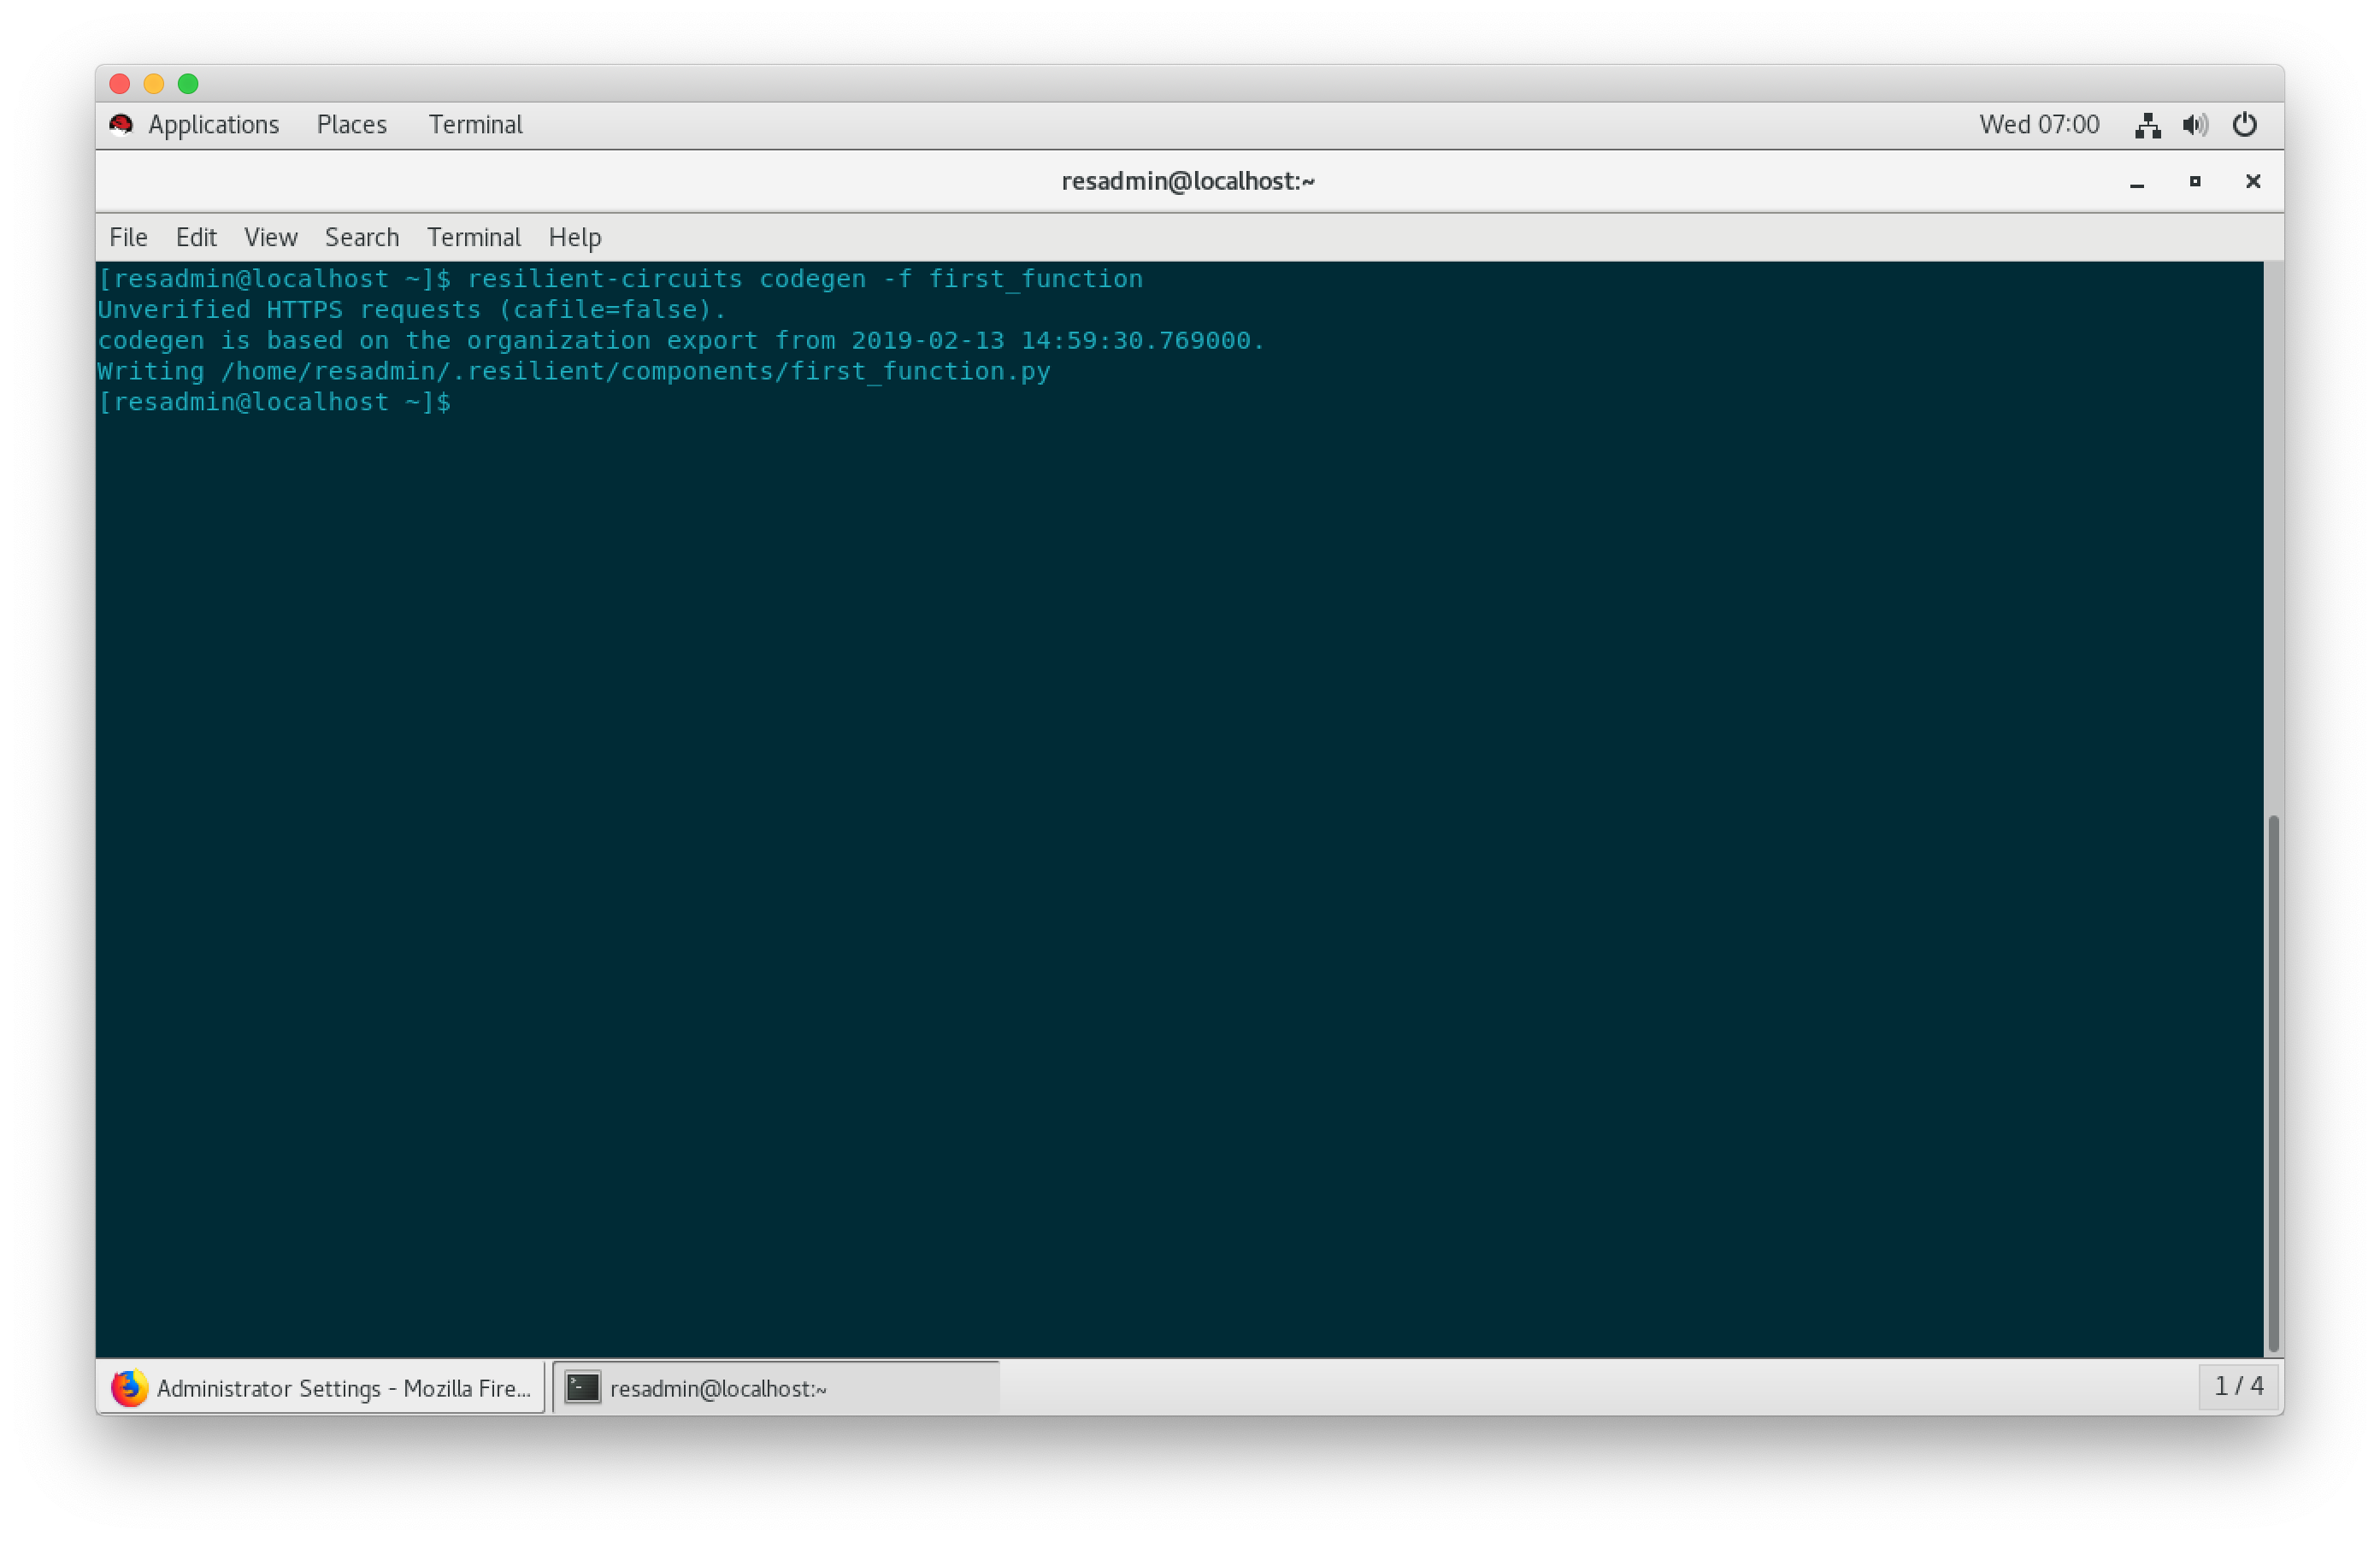 Applications Places Terminal Wed 07:00
resadmin@localhost:~
File Edit View Search Terminal Help
[resadmin@localhost ~]$ resilient-circuits codegen -f first_function
Unverified HTTPS requests (cafile=false).
codegen is based on the organization export from 2019-02-13 14:59:30.769000.
Writing /home/resadmin/.resilient/components/first_function.py
[resadmin@localhost ~]$
Administrator Settings - Mozilla Fire... resadmin@localhost:~ 1 / 4